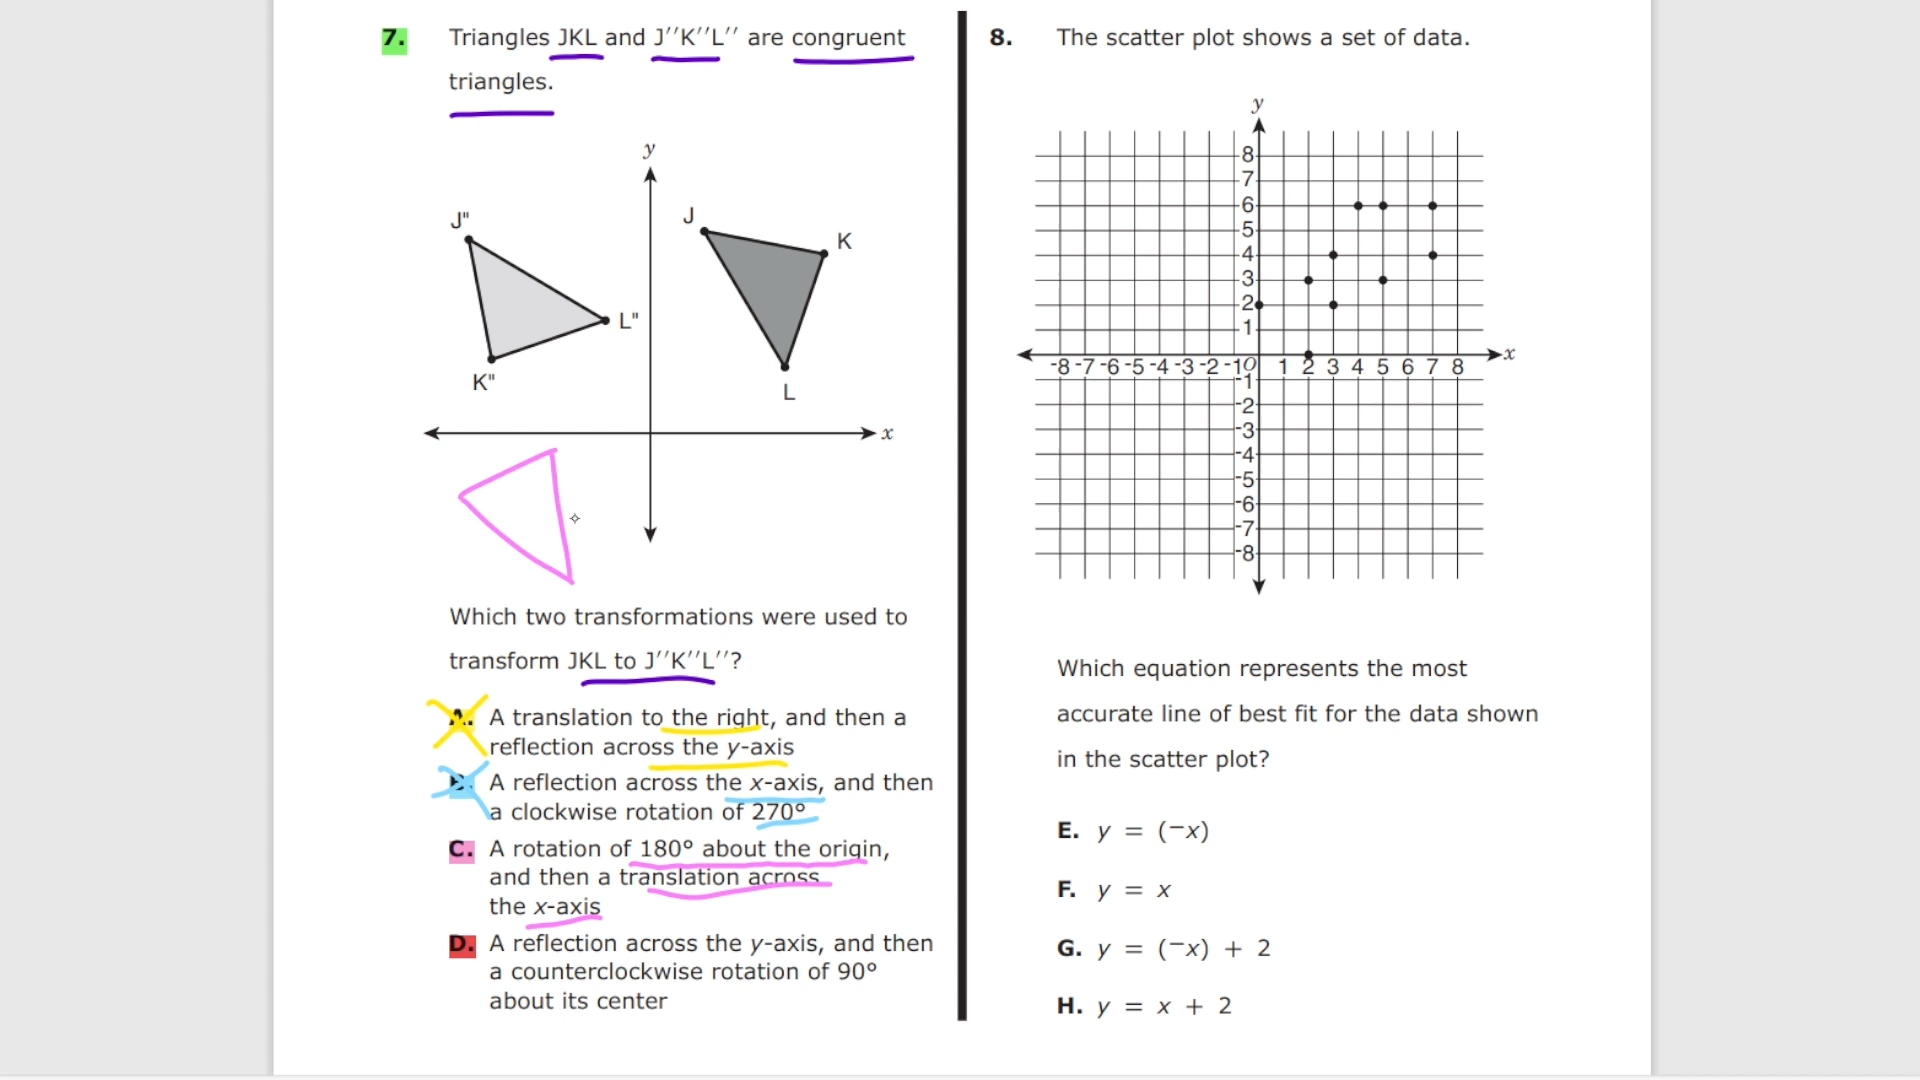 7. Triangles JKL and J′′K′′L′′ are congruent
triangles.
y
J"
J
K
L"
K"
L
x
Which two transformations were used to
transform JKL to J′′K′′L′′?
A. A translation to the right, and then a
reflection across the y-axis
B. A reflection across the x-axis, and then
a clockwise rotation of 270°
C. A rotation of 180° about the origin,
and then a translation across
the x-axis
D. A reflection across the y-axis, and then
a counterclockwise rotation of 90°
about its center
8. The scatter plot shows a set of data.
y
8
7
6
5
4
3
2
1
x
-8 -7 -6 -5 -4 -3 -2 -1 0 1 2 3 4 5 6 7 8
-1
-2
-3
-4
-5
-6
-7
-8
Which equation represents the most
accurate line of best fit for the data shown
in the scatter plot?
E. y = (⁻x)
F. y = x
G. y = (⁻x) + 2
H. y = x + 2